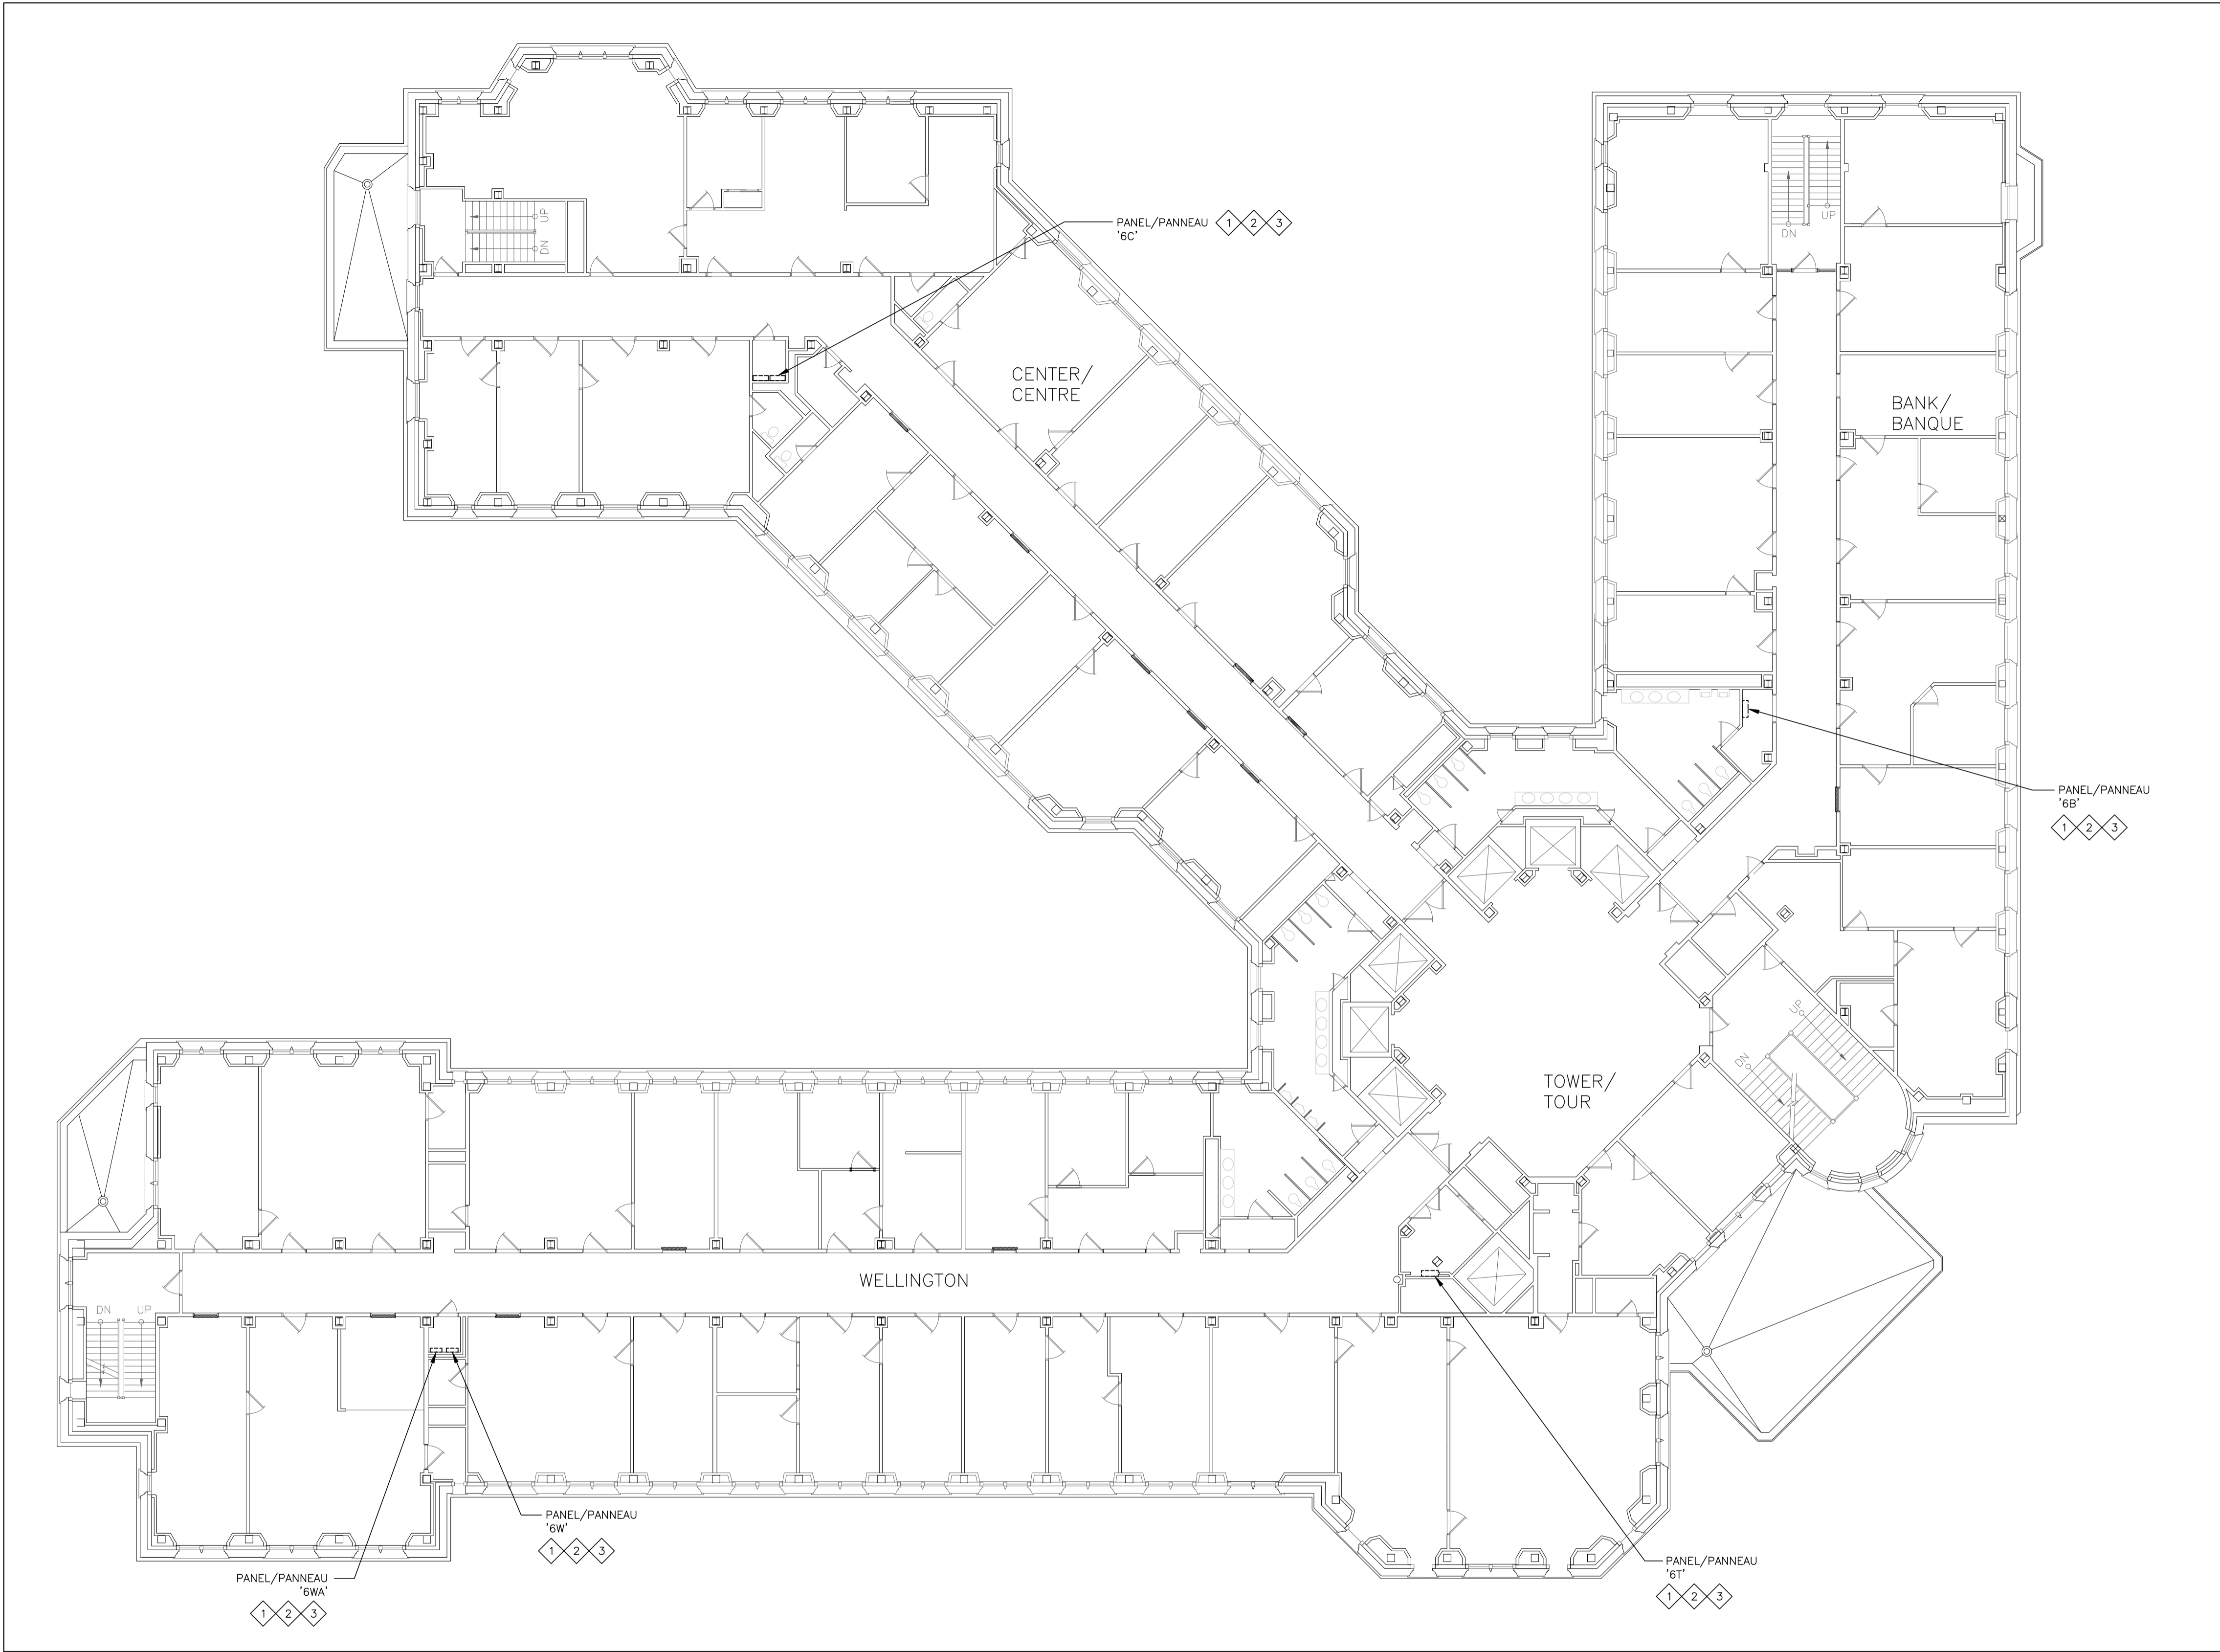 UP
DN
PANEL/PANNEAU 1 2 3
'6C'
DN
UP
CENTER/
CENTRE
BANK/
BANQUE
PANEL/PANNEAU
'6B'
1 2 3
UP
DN
TOWER/
TOUR
WELLINGTON
DN UP
PANEL/PANNEAU
'6W'
1 2 3
PANEL/PANNEAU
'6WA'
1 2 3
PANEL/PANNEAU
'6T'
1 2 3